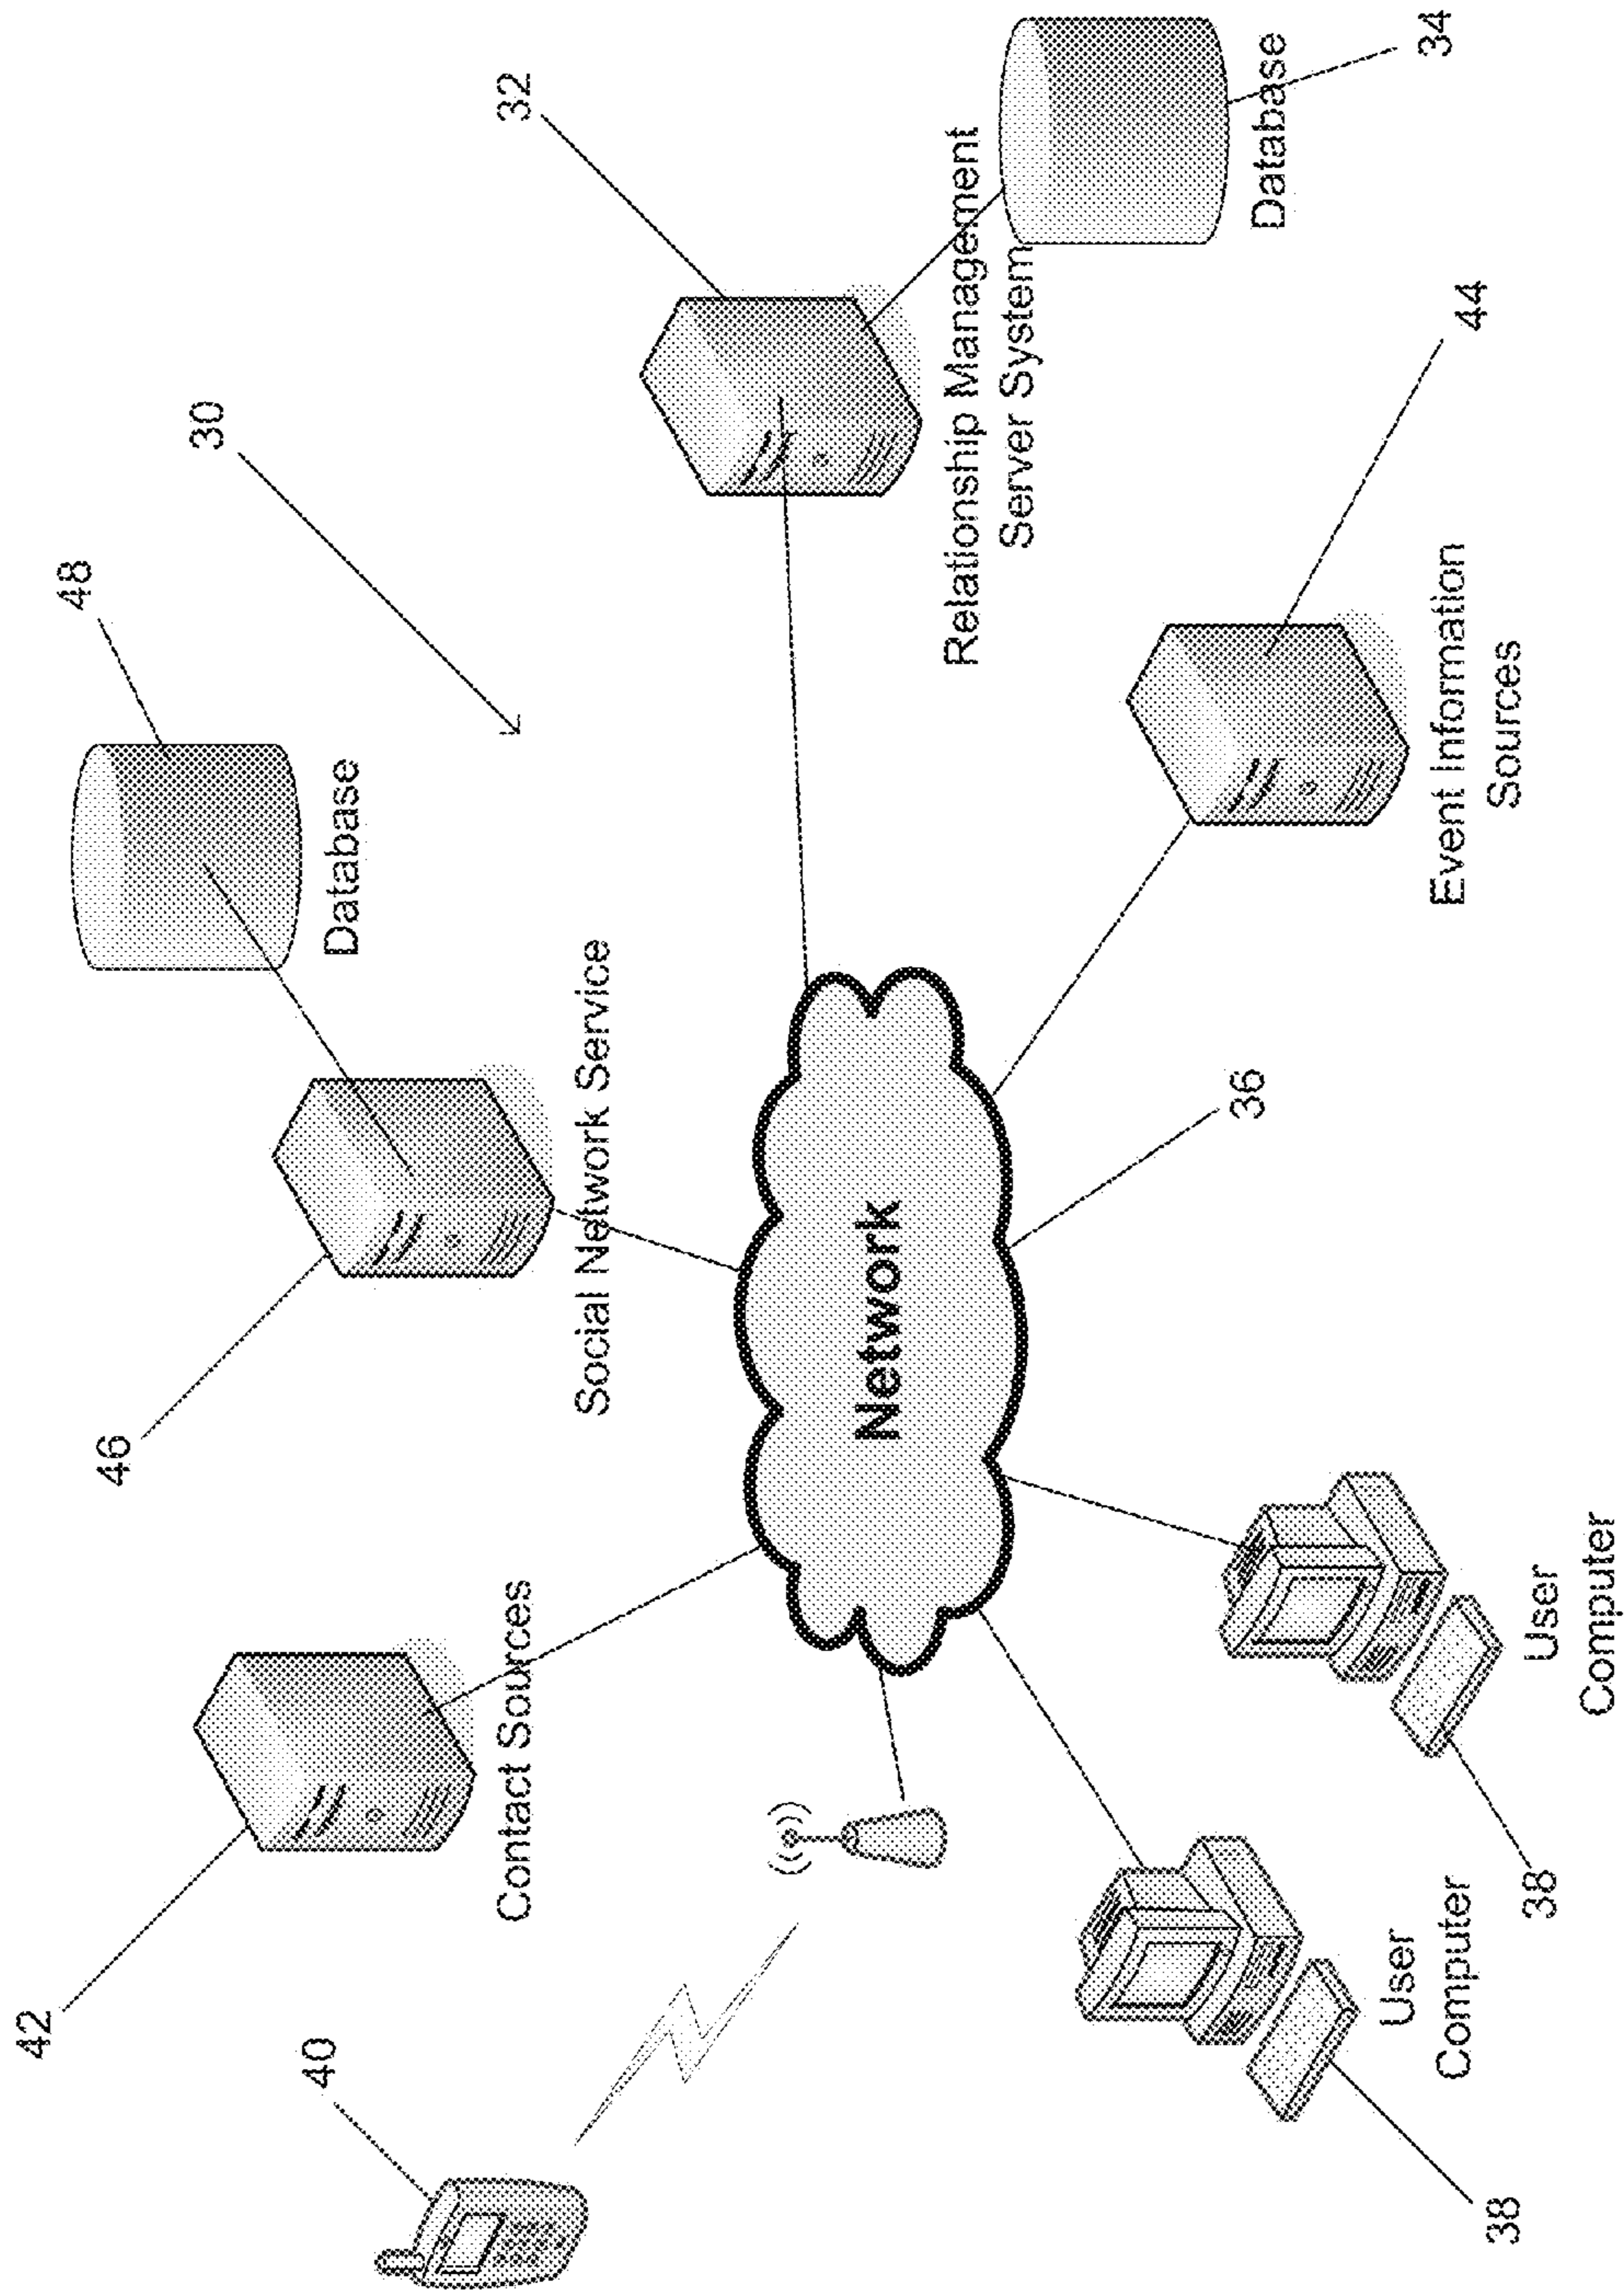 42
46
48
30
32
40
Database
Contact Sources
Social Network Service
Network
Relationship Management
Server System
Database
34
36
44
User
Computer
38
User
Computer
38
Event Information
Sources